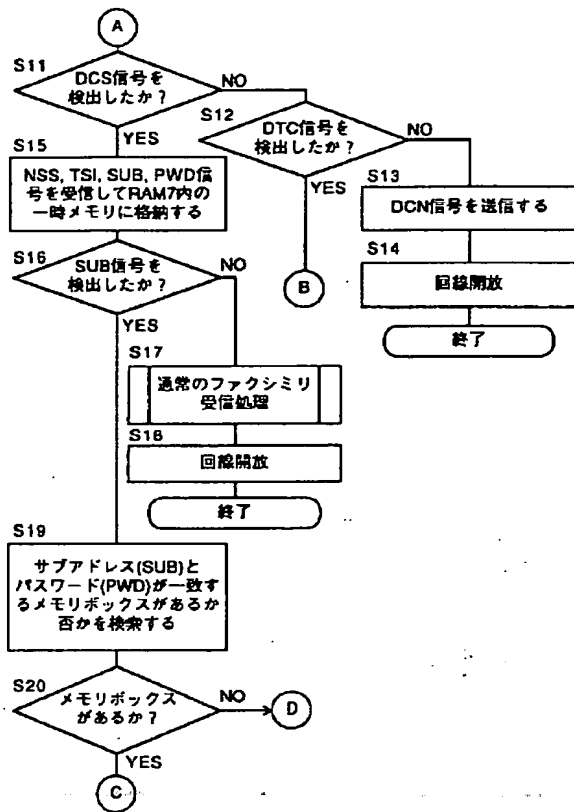 A
S11
DCS信号を
検出したか？
NO
YES
S12
DTC信号を
検出したか？
NO
YES
S13
DCN信号を送信する
S14
回線開放
終了
B
S15
NSS, TSI, SUB, PWD信
号を受信してRAM7内の
一時メモリに格納する
S16
SUB信号を
検出したか？
NO
YES
S17
通常のファクシミリ
受信処理
S18
回線開放
終了
S19
サブアドレス(SUB)と
パスワード(PWD)が一致す
るメモリボックスがあるか
否かを検索する
S20
メモリボックス
があるか？
NO
D
YES
C